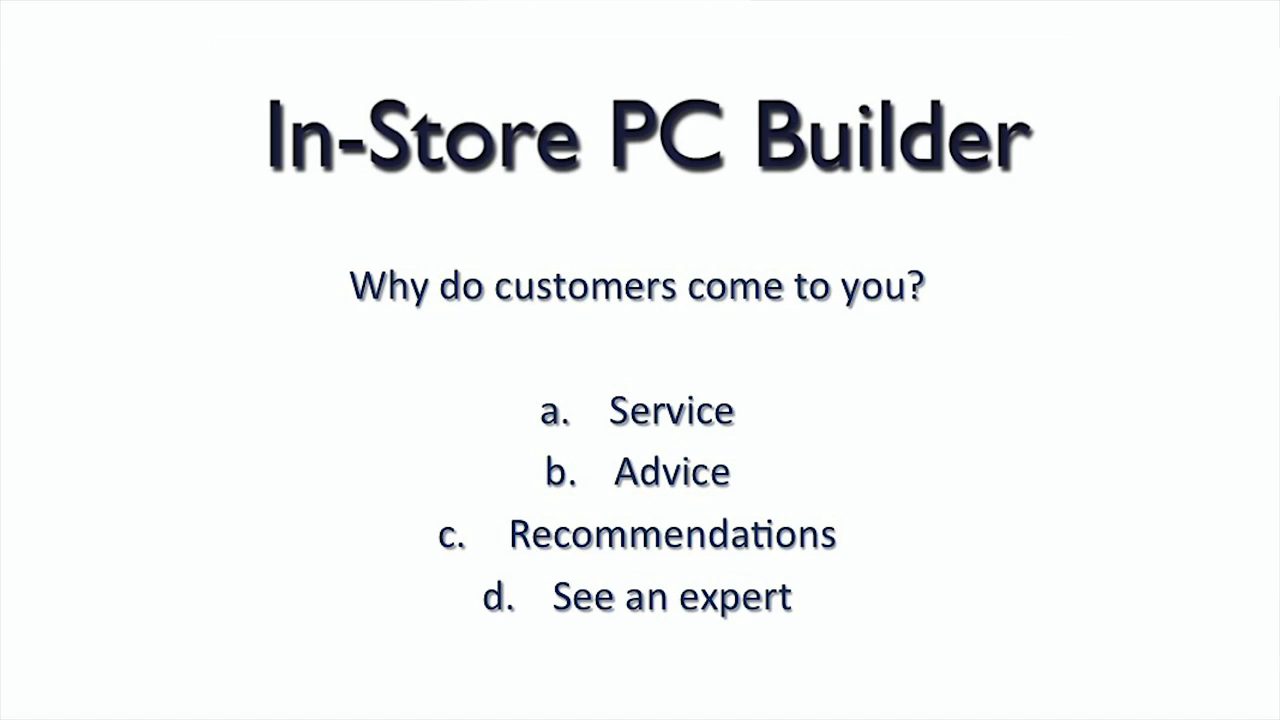 In-Store PC Builder
Why do customers come to you?
a. Service
b. Advice
c. Recommendations
d. See an expert